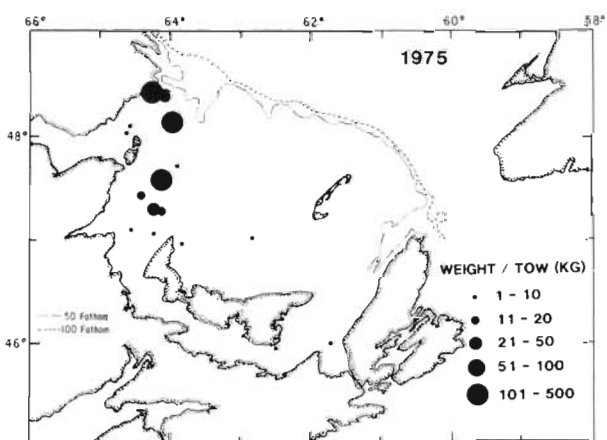 66° 64° 62° 60° 58°
1975
48°
WEIGHT / TOW (KG)
1 - 10
50 Fathom
11 - 20
100 Fathom
21 - 50
46°
51 - 100
101 - 500